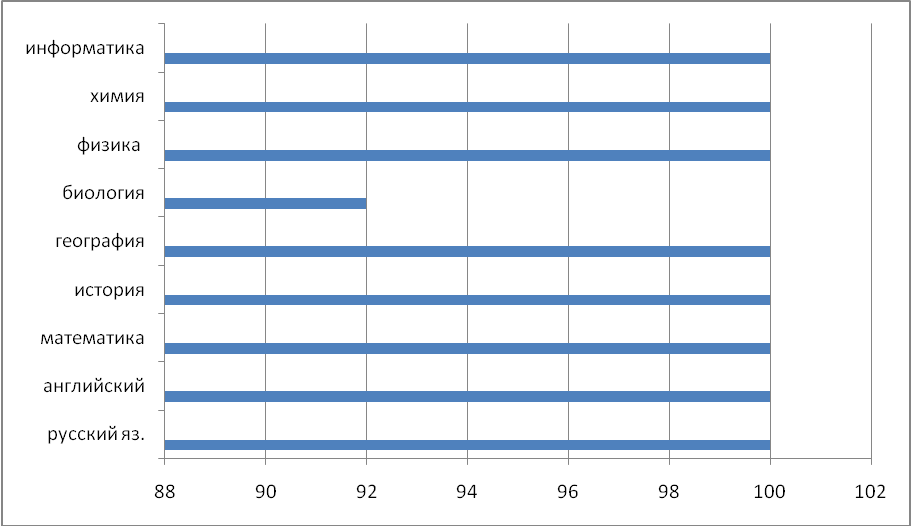 информатика
химия
физика
биология
география
история
математика
английский
русский яз.
88 90 92 94 96 98 100 102